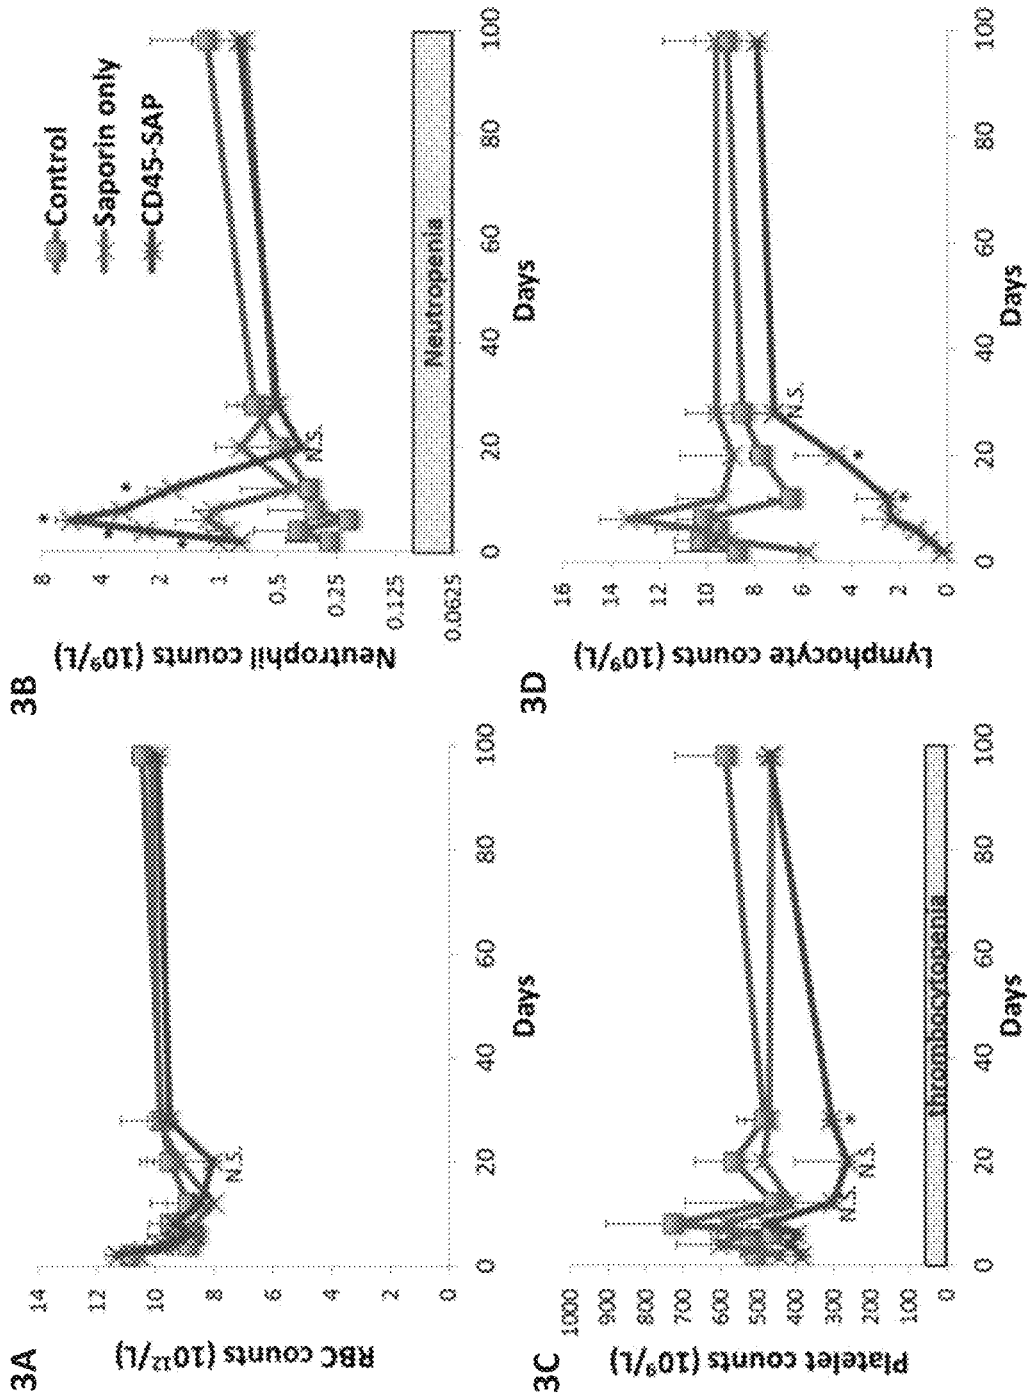 3A
RBC counts (10¹²/L)
14
12
10
8
6
4
2
0
0 20 40 60 80 100
Days
N.S.
3B
Neutrophil counts (10⁹/L)
8
4
2
1
0.5
0.25
0.125
0.0625
0 20 40 60 80 100
Days
* * * *
N.S.
Neutropenia
Control
Saporin only
CD45-SAP
3C
Platelet counts (10⁹/L)
1000
900
800
700
600
500
400
300
200
100
0
0 20 40 60 80 100
Days
N.S.
N.S.
*
thrombocytopenia
3D
Lymphocyte counts (10⁹/L)
16
14
12
10
8
6
4
2
0
0 20 40 60 80 100
Days
* *
N.S.